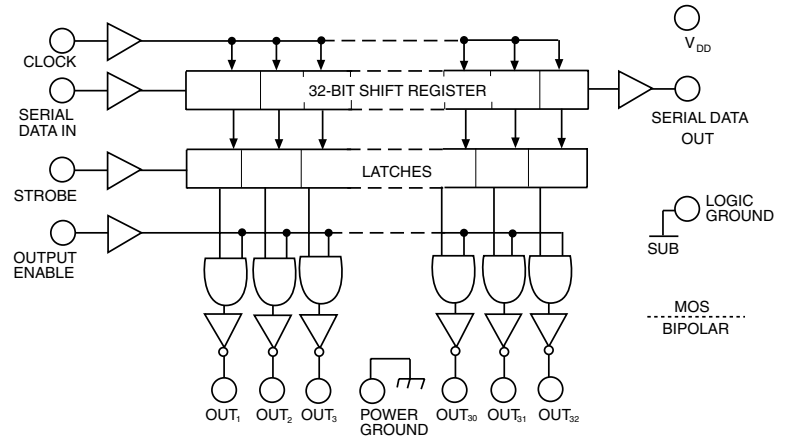 CLOCK
V_DD
32-BIT SHIFT REGISTER
SERIAL
DATA IN
SERIAL DATA
OUT
LATCHES
STROBE
LOGIC
GROUND
SUB
OUTPUT
ENABLE
MOS
BIPOLAR
OUT₁ OUT₂ OUT₃ POWER
GROUND OUT₃₀ OUT₃₁ OUT₃₂